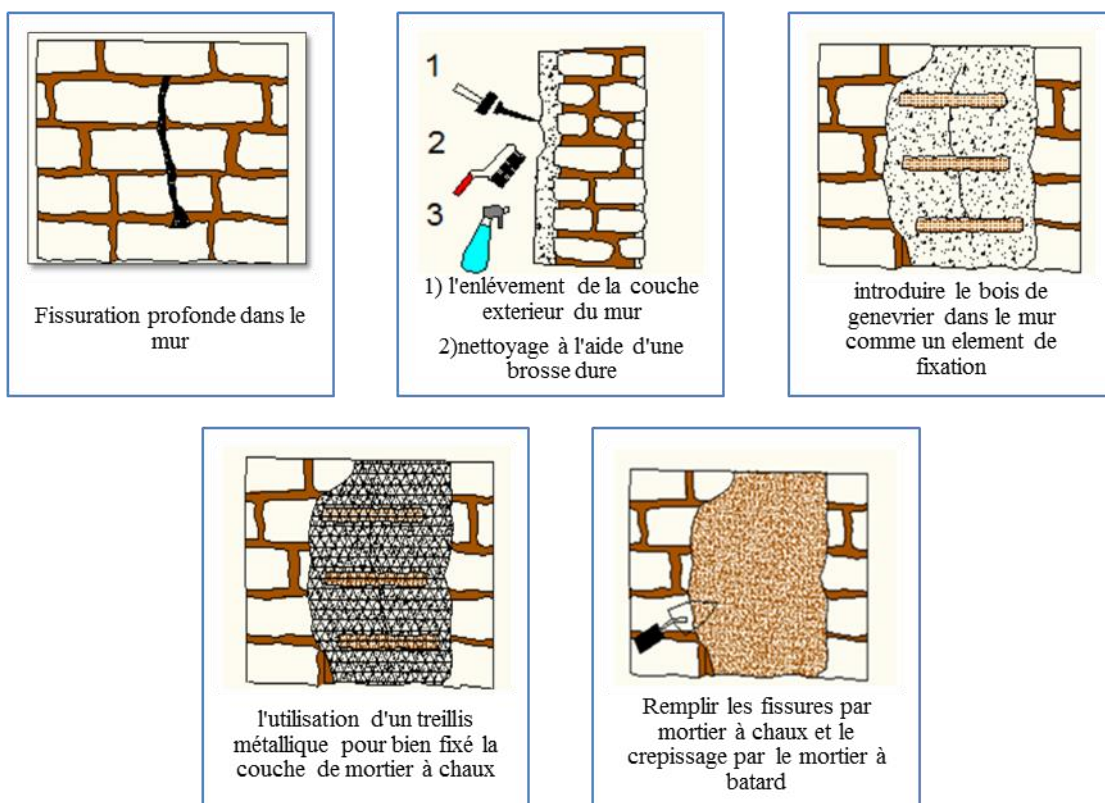 Fissuration profonde dans le
mur
1
2
3
1) l'enlévement de la couche
exterieur du mur
2)nettoyage à l'aide d'une
brosse dure
introduire le bois de
genevrier dans le mur
comme un element de
fixation
l'utilisation d'un treillis
métallique pour bien fixé la
couche de mortier à chaux
Remplir les fissures par
mortier à chaux et le
crepissage par le mortier à
batard